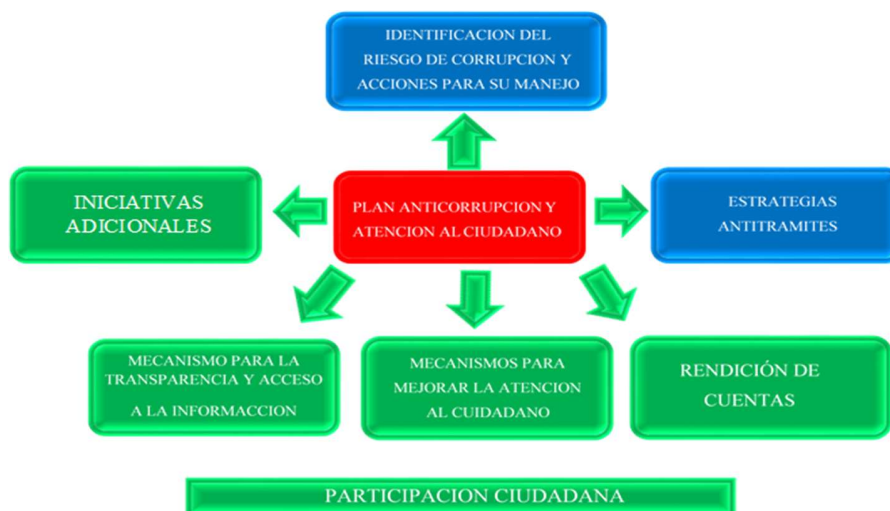 IDENTIFICACION DEL
RIESGO DE CORRUPCION Y
ACCIONES PARA SU MANEJO
INICIATIVAS
ADICIONALES
PLAN ANTICORRUPCION Y
ATENCION AL CIUDADANO
ESTRATEGIAS
ANTITRAMITES
MECANISMO PARA LA
TRANSPARENCIA Y ACCESO
A LA INFORMACCION
MECANISMOS PARA
MEJORAR LA ATENCION
AL CUIDADANO
RENDICIÓN DE
CUENTAS
PARTICIPACION CIUDADANA